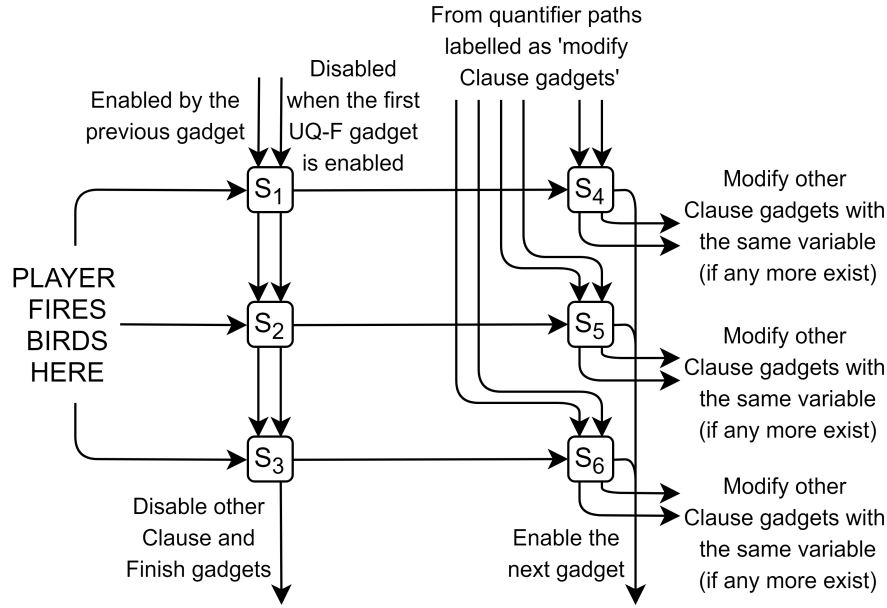 From quantifier paths
labelled as 'modify
Clause gadgets'
Enabled by the
previous gadget
Disabled
when the first
UQ-F gadget
is enabled
S1
S4
Modify other
Clause gadgets with
the same variable
(if any more exist)
PLAYER
FIRES
BIRDS
HERE
S2
S5
Modify other
Clause gadgets with
the same variable
(if any more exist)
S3
S6
Disable other
Clause and
Finish gadgets
Enable the
next gadget
Modify other
Clause gadgets with
the same variable
(if any more exist)